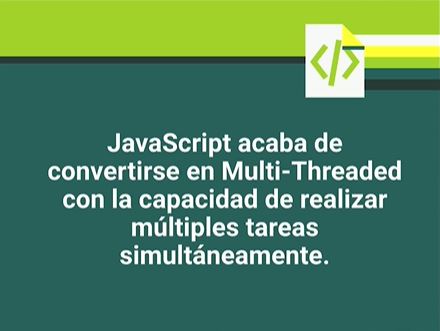 JavaScript acaba de
convertirse en Multi-Threaded
con la capacidad de realizar
múltiples tareas
simultáneamente.